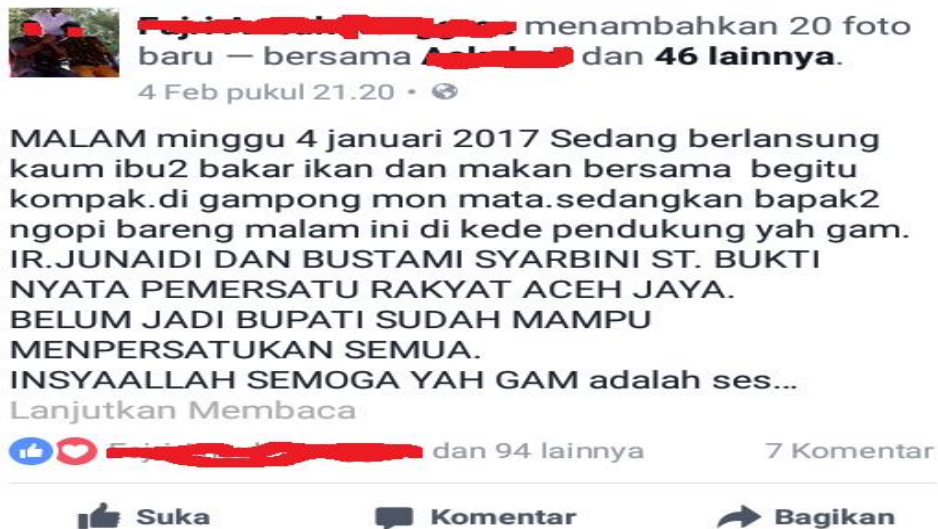 menambahkan 20 foto
baru — bersama dan 46 lainnya.
4 Feb pukul 21.20 •
MALAM minggu 4 januari 2017 Sedang berlansung
kaum ibu2 bakar ikan dan makan bersama begitu
kompak.di gampong mon mata.sedangkan bapak2
ngopi bareng malam ini di kede pendukung yah gam.
IR.JUNAIDI DAN BUSTAMI SYARBINI ST. BUKTI
NYATA PEMERSATU RAKYAT ACEH JAYA.
BELUM JADI BUPATI SUDAH MAMPU
MENPERSATUKAN SEMUA.
INSYAALLAH SEMOGA YAH GAM adalah ses...
Lanjutkan Membaca
dan 94 lainnya 7 Komentar
Suka Komentar Bagikan